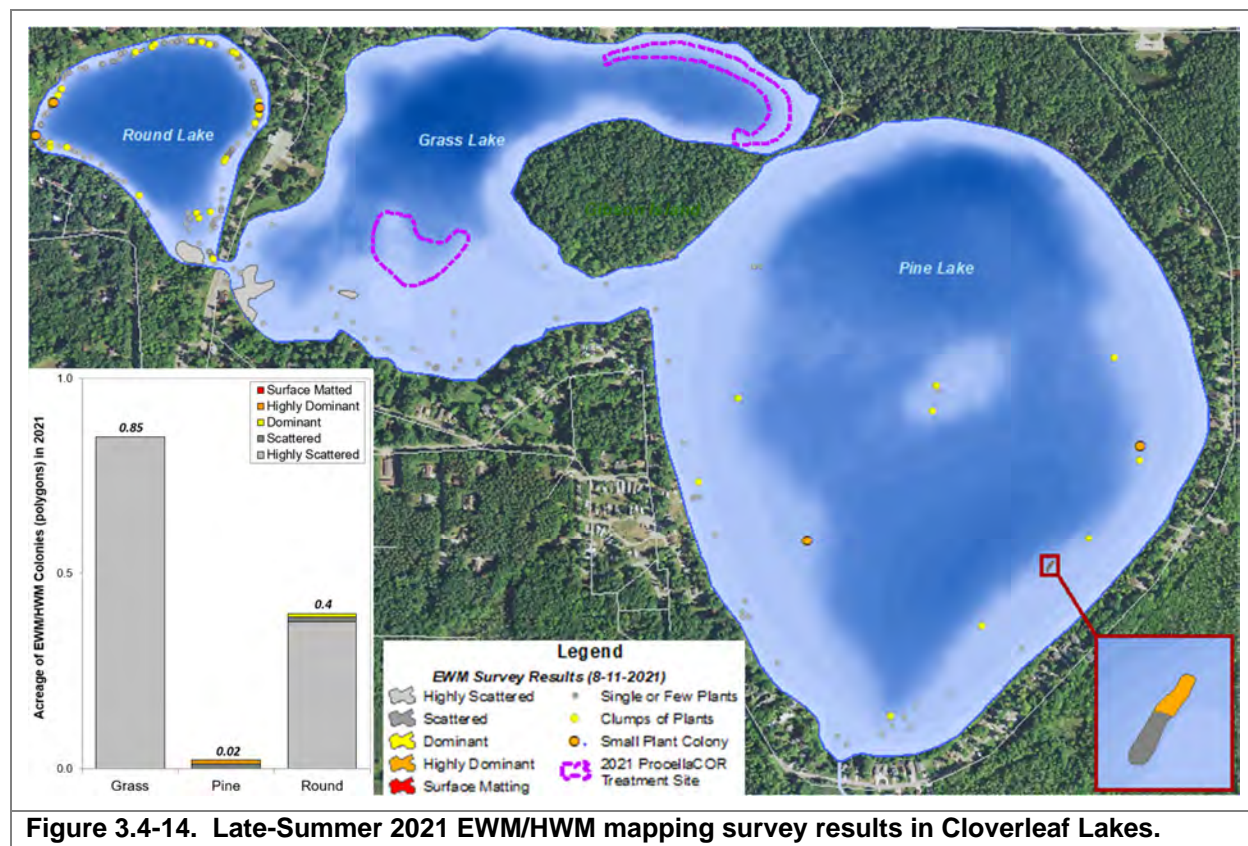 Round Lake
Grass Lake
Pine Lake
1.0
0.5
0.0
Acreage of EWM/HWM Colonies (polygons) in 2021
Surface Matted
Highly Dominant
Dominant
Scattered
Highly Scattered
0.85
0.02
0.4
Grass
Pine
Round
Legend
EWM Survey Results (8-11-2021)
Highly Scattered
Scattered
Dominant
Highly Dominant
Surface Matting
Single or Few Plants
Clumps of Plants
Small Plant Colony
2021 ProcellaCOR
Treatment Site
Figure 3.4-14. Late-Summer 2021 EWM/HWM mapping survey results in Cloverleaf Lakes.